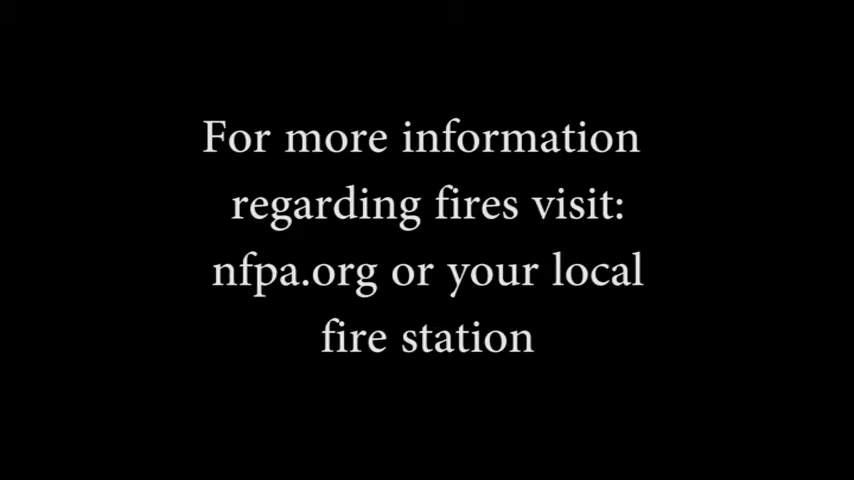 For more information
regarding fires visit:
nfpa.org or your local
fire station